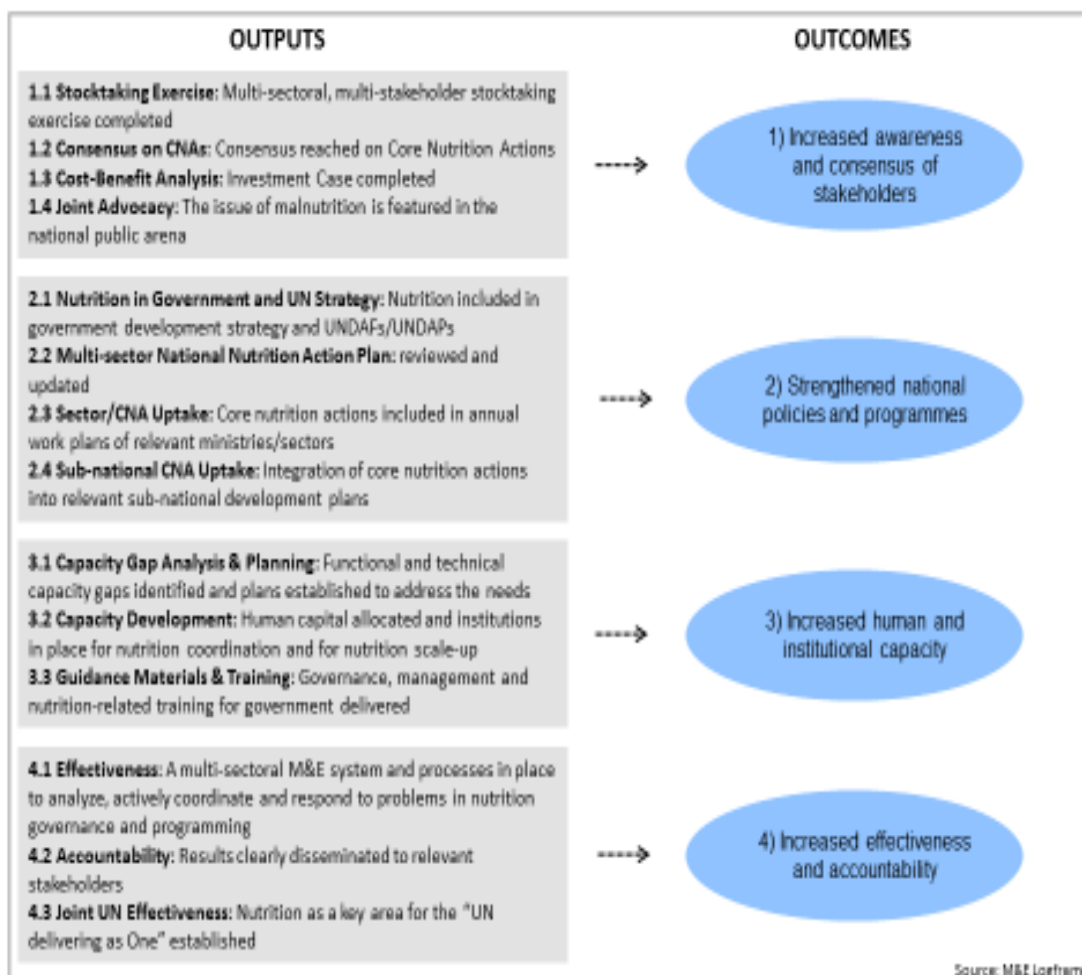 OUTPUTS
1.1 Stocktaking Exercise: Multi-sectoral, multi-stakeholder stocktaking
exercise completed
1.2 Consensus on CNAs: Consensus reached on Core Nutrition Actions
1.3 Cost-Benefit Analysis: Investment Case completed
1.4 Joint Advocacy: The issue of malnutrition is featured in the
national public arena
2.1 Nutrition in Government and UN Strategy: Nutrition included in
government development strategy and UNDAFs/UNDAPs
2.2 Multi-sector National Nutrition Action Plan: reviewed and
updated
2.3 Sector/CNA Uptake: Core nutrition actions included in annual
work plans of relevant ministries/sectors
2.4 Sub-national CNA Uptake: Integration of core nutrition actions
into relevant sub-national development plans
3.1 Capacity Gap Analysis & Planning: Functional and technical
capacity gaps identified and plans established to address the needs
3.2 Capacity Development: Human capital allocated and institutions
in place for nutrition coordination and for nutrition scale-up
3.3 Guidance Materials & Training: Governance, management and
nutrition-related training for government delivered
4.1 Effectiveness: A multi-sectoral M&E system and processes in place
to analyze, actively coordinate and respond to problems in nutrition
governance and programming
4.2 Accountability: Results clearly disseminated to relevant
stakeholders
4.3 Joint UN Effectiveness: Nutrition as a key area for the "UN
delivering as One" established
OUTCOMES
1) Increased awareness
and consensus of
stakeholders
2) Strengthened national
policies and programmes
3) Increased human and
institutional capacity
4) Increased effectiveness
and accountability
Source: M&E Logfram